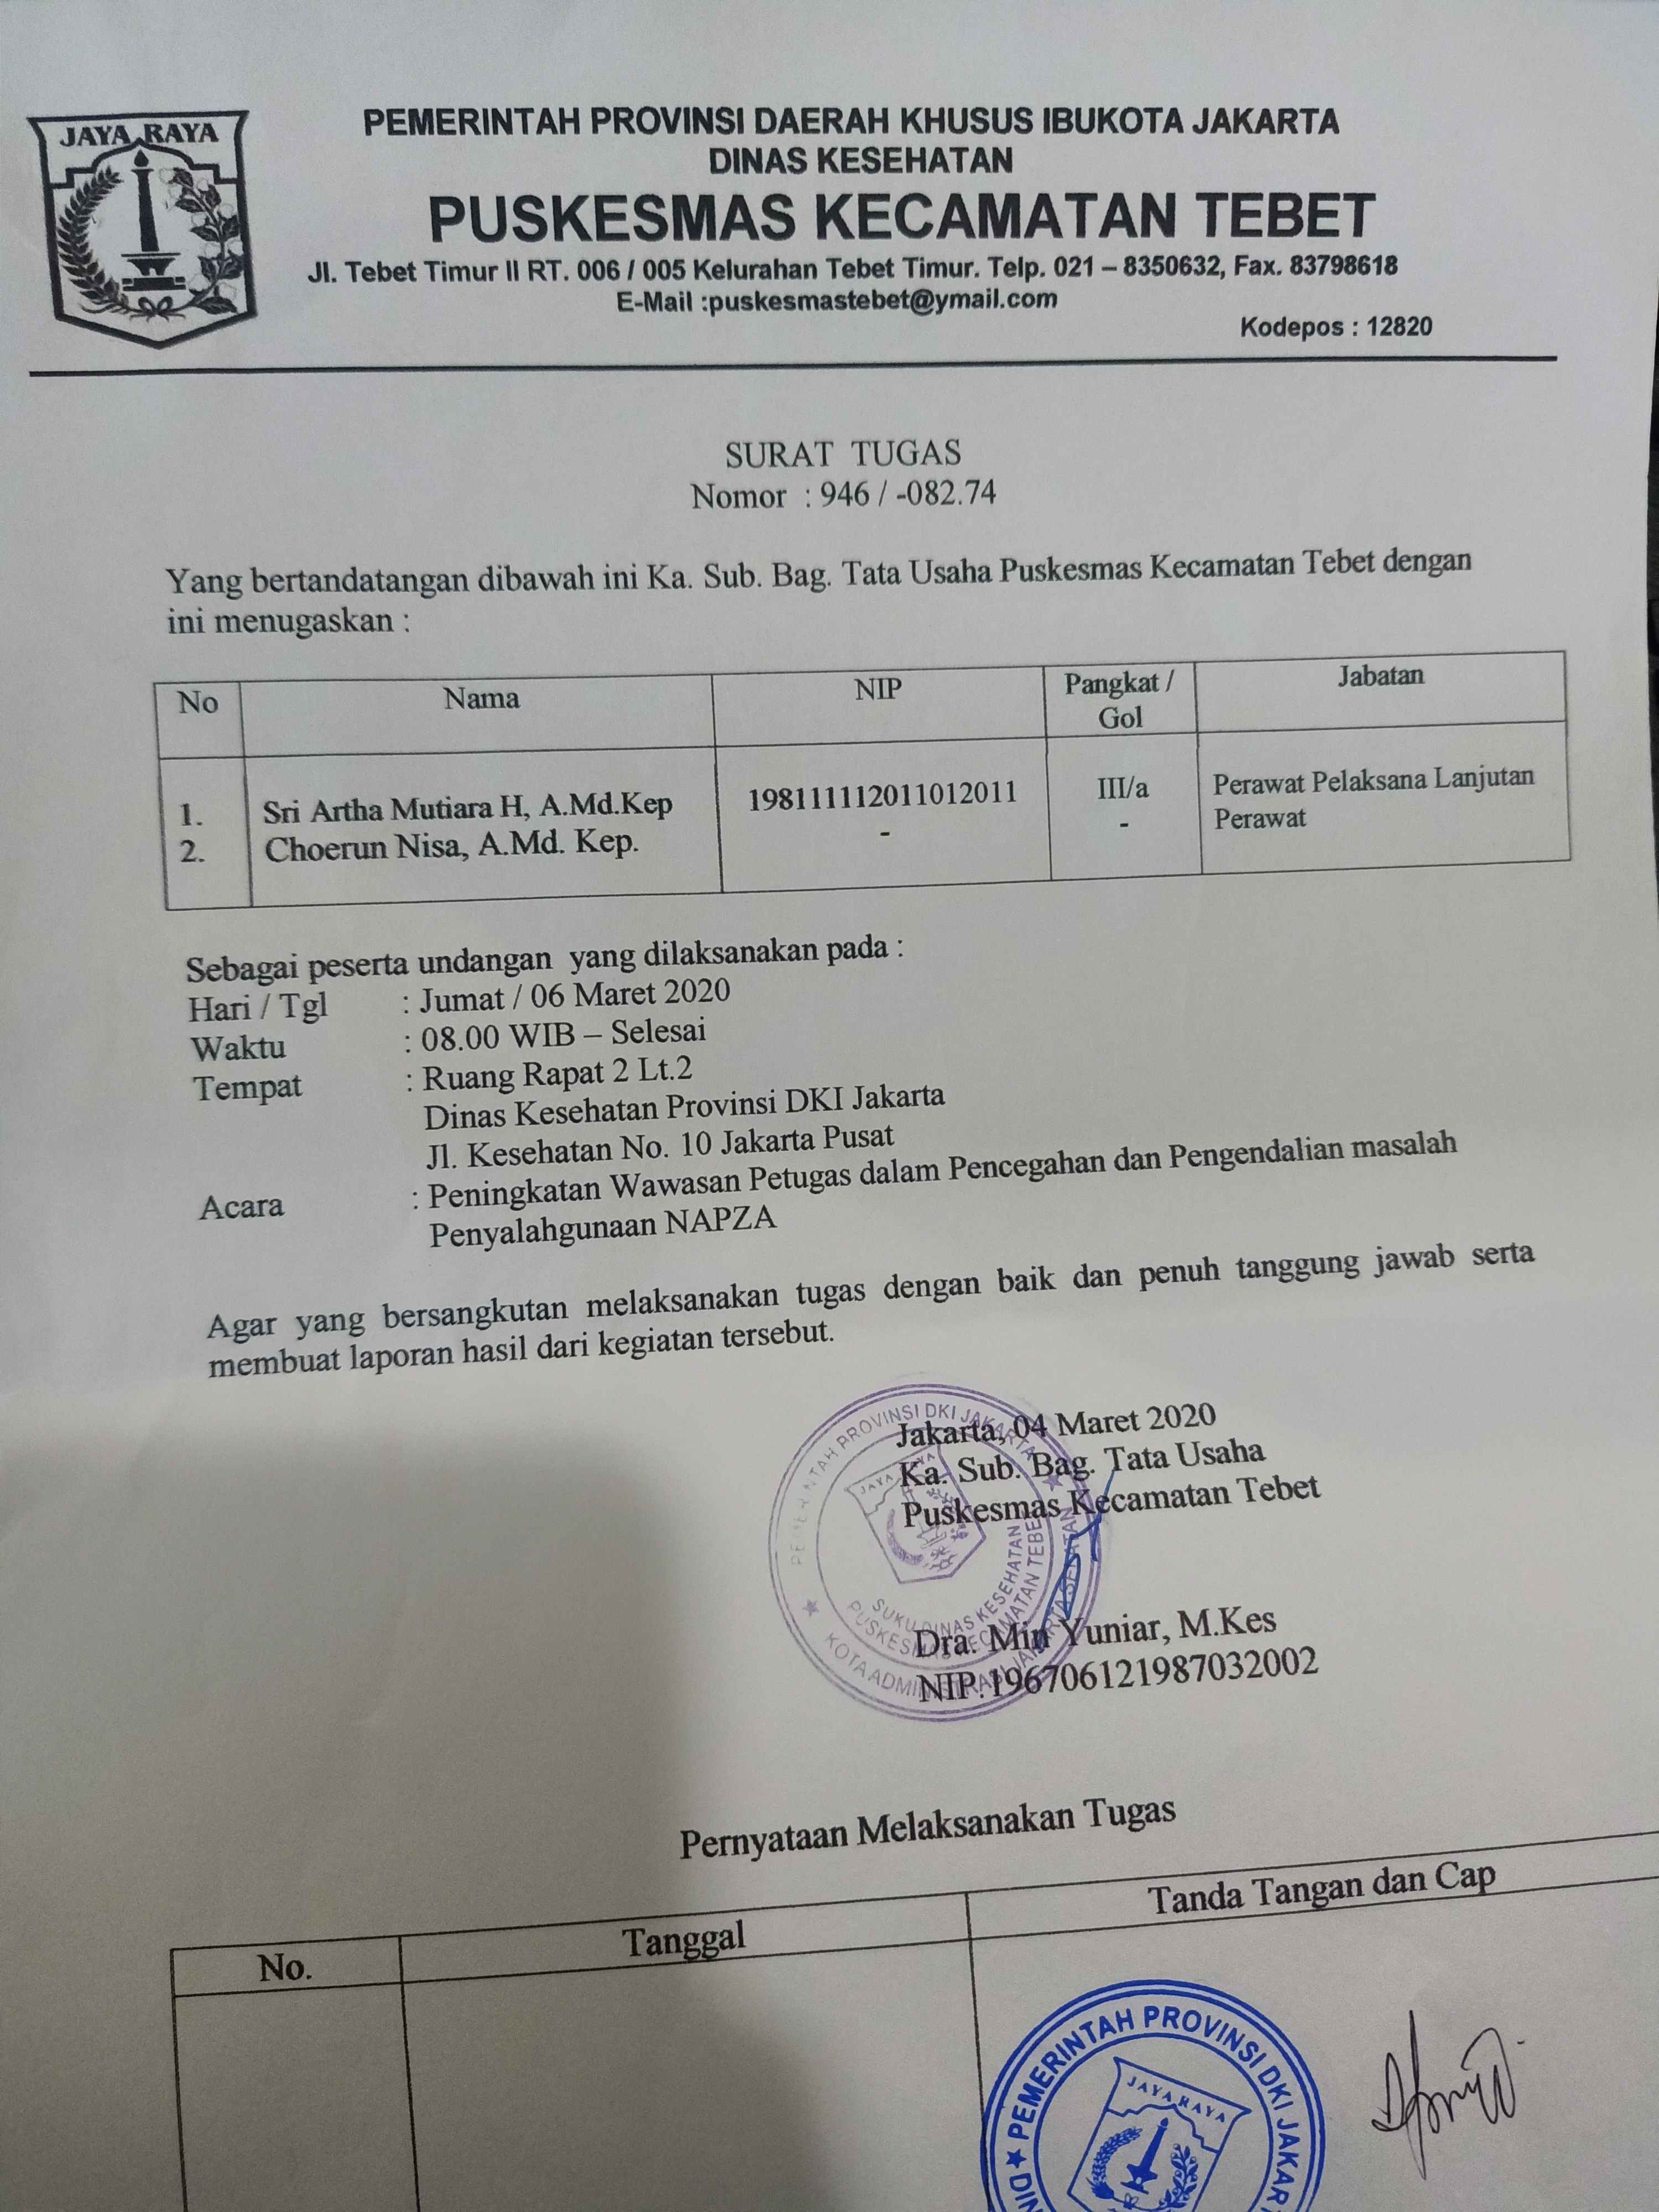 JAYA RAYA
PEMERINTAH PROVINSI DAERAH KHUSUS IBUKOTA JAKARTA
DINAS KESEHATAN
PUSKESMAS KECAMATAN TEBET
Jl. Tebet Timur II RT. 006 / 005 Kelurahan Tebet Timur. Telp. 021 – 8350632, Fax. 83798618
E-Mail :puskesmastebet@ymail.com
Kodepos : 12820
SURAT TUGAS
Nomor : 946 / -082.74
Yang bertandatangan dibawah ini Ka. Sub. Bag. Tata Usaha Puskesmas Kecamatan Tebet dengan
ini menugaskan :
No Nama NIP Pangkat / Gol Jabatan
1. Sri Artha Mutiara H, A.Md.Kep 198111112011012011 III/a Perawat Pelaksana Lanjutan
2. Choerun Nisa, A.Md. Kep. - - Perawat
Sebagai peserta undangan yang dilaksanakan pada :
Hari / Tgl : Jumat / 06 Maret 2020
Waktu : 08.00 WIB – Selesai
Tempat : Ruang Rapat 2 Lt.2
Dinas Kesehatan Provinsi DKI Jakarta
Jl. Kesehatan No. 10 Jakarta Pusat
Acara : Peningkatan Wawasan Petugas dalam Pencegahan dan Pengendalian masalah
Penyalahgunaan NAPZA
Agar yang bersangkutan melaksanakan tugas dengan baik dan penuh tanggung jawab serta
membuat laporan hasil dari kegiatan tersebut.
Jakarta, 04 Maret 2020
Ka. Sub. Bag. Tata Usaha
Puskesmas Kecamatan Tebet
PEMERINTAH PROVINSI DKI JAKARTA
JAYA RAYA
SUKU DINAS KESEHATAN
PUSKESMAS KECAMATAN TEBET
KOTA ADMINISTRASI JAKARTA SELATAN
Dra. Min Yuniar, M.Kes
NIP.196706121987032002
Pernyataan Melaksanakan Tugas
No. Tanggal Tanda Tangan dan Cap
PEMERINTAH PROVINSI DKI JAKAR
JAYA RAYA
DIN